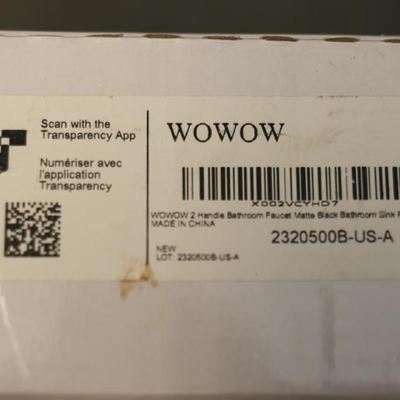 Scan with the
Transparency App
Numériser avec
l'application
Transparency
WOWOW
X002VCYHD7
WOWOW 2 Handle Bathroom Faucet Matte Black Bathroom Sink
MADE IN CHINA
2320500B-US-A
NEW
LOT: 2320500B-US-A